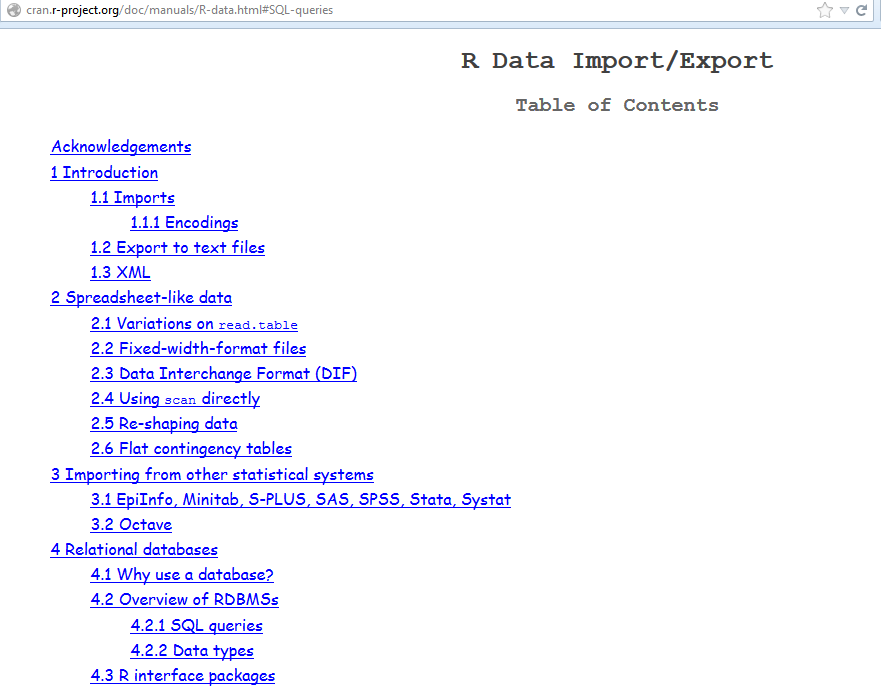 cran.r-project.org/doc/manuals/R-data.html#SQL-queries
R Data Import/Export
Table of Contents
Acknowledgements
1 Introduction
1.1 Imports
1.1.1 Encodings
1.2 Export to text files
1.3 XML
2 Spreadsheet-like data
2.1 Variations on read.table
2.2 Fixed-width-format files
2.3 Data Interchange Format (DIF)
2.4 Using scan directly
2.5 Re-shaping data
2.6 Flat contingency tables
3 Importing from other statistical systems
3.1 EpiInfo, Minitab, S-PLUS, SAS, SPSS, Stata, Systat
3.2 Octave
4 Relational databases
4.1 Why use a database?
4.2 Overview of RDBMSs
4.2.1 SQL queries
4.2.2 Data types
4.3 R interface packages